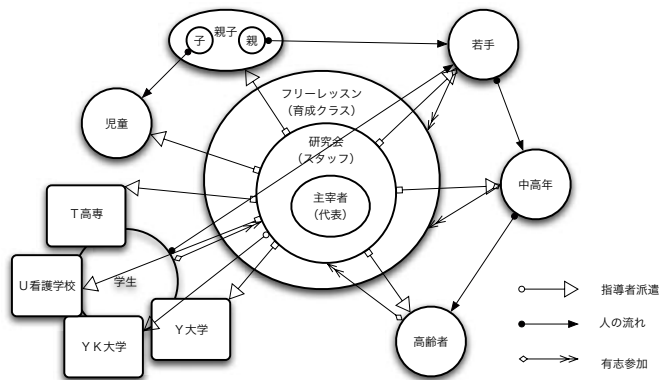 親子
子
親
若手
フリーレッスン
（育成クラス）
児童
研究会
（スタッフ）
主宰者
（代表）
中高年
Ｔ高専
Ｕ看護学校
学生
ＹＫ大学
Ｙ大学
高齢者
指導者派遣
人の流れ
有志参加